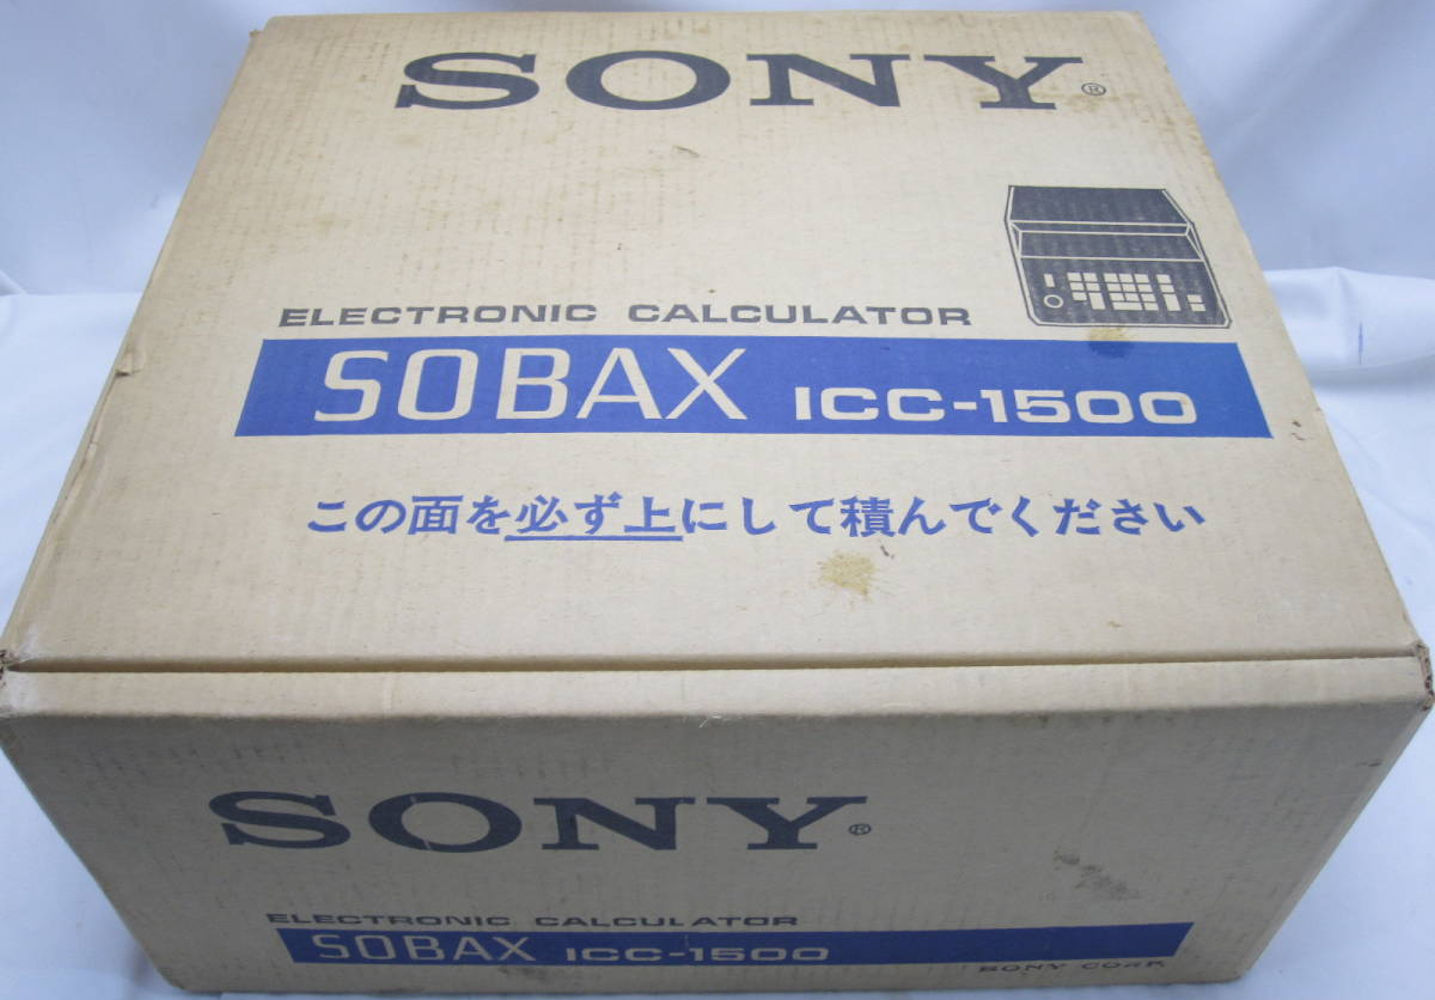 SONY®
ELECTRONIC CALCULATOR
SOBAX ICC-1500
この面を必ず上にして積んでください
SONY®
ELECTRONIC CALCULATOR
SOBAX ICC-1500
SONY CORP.